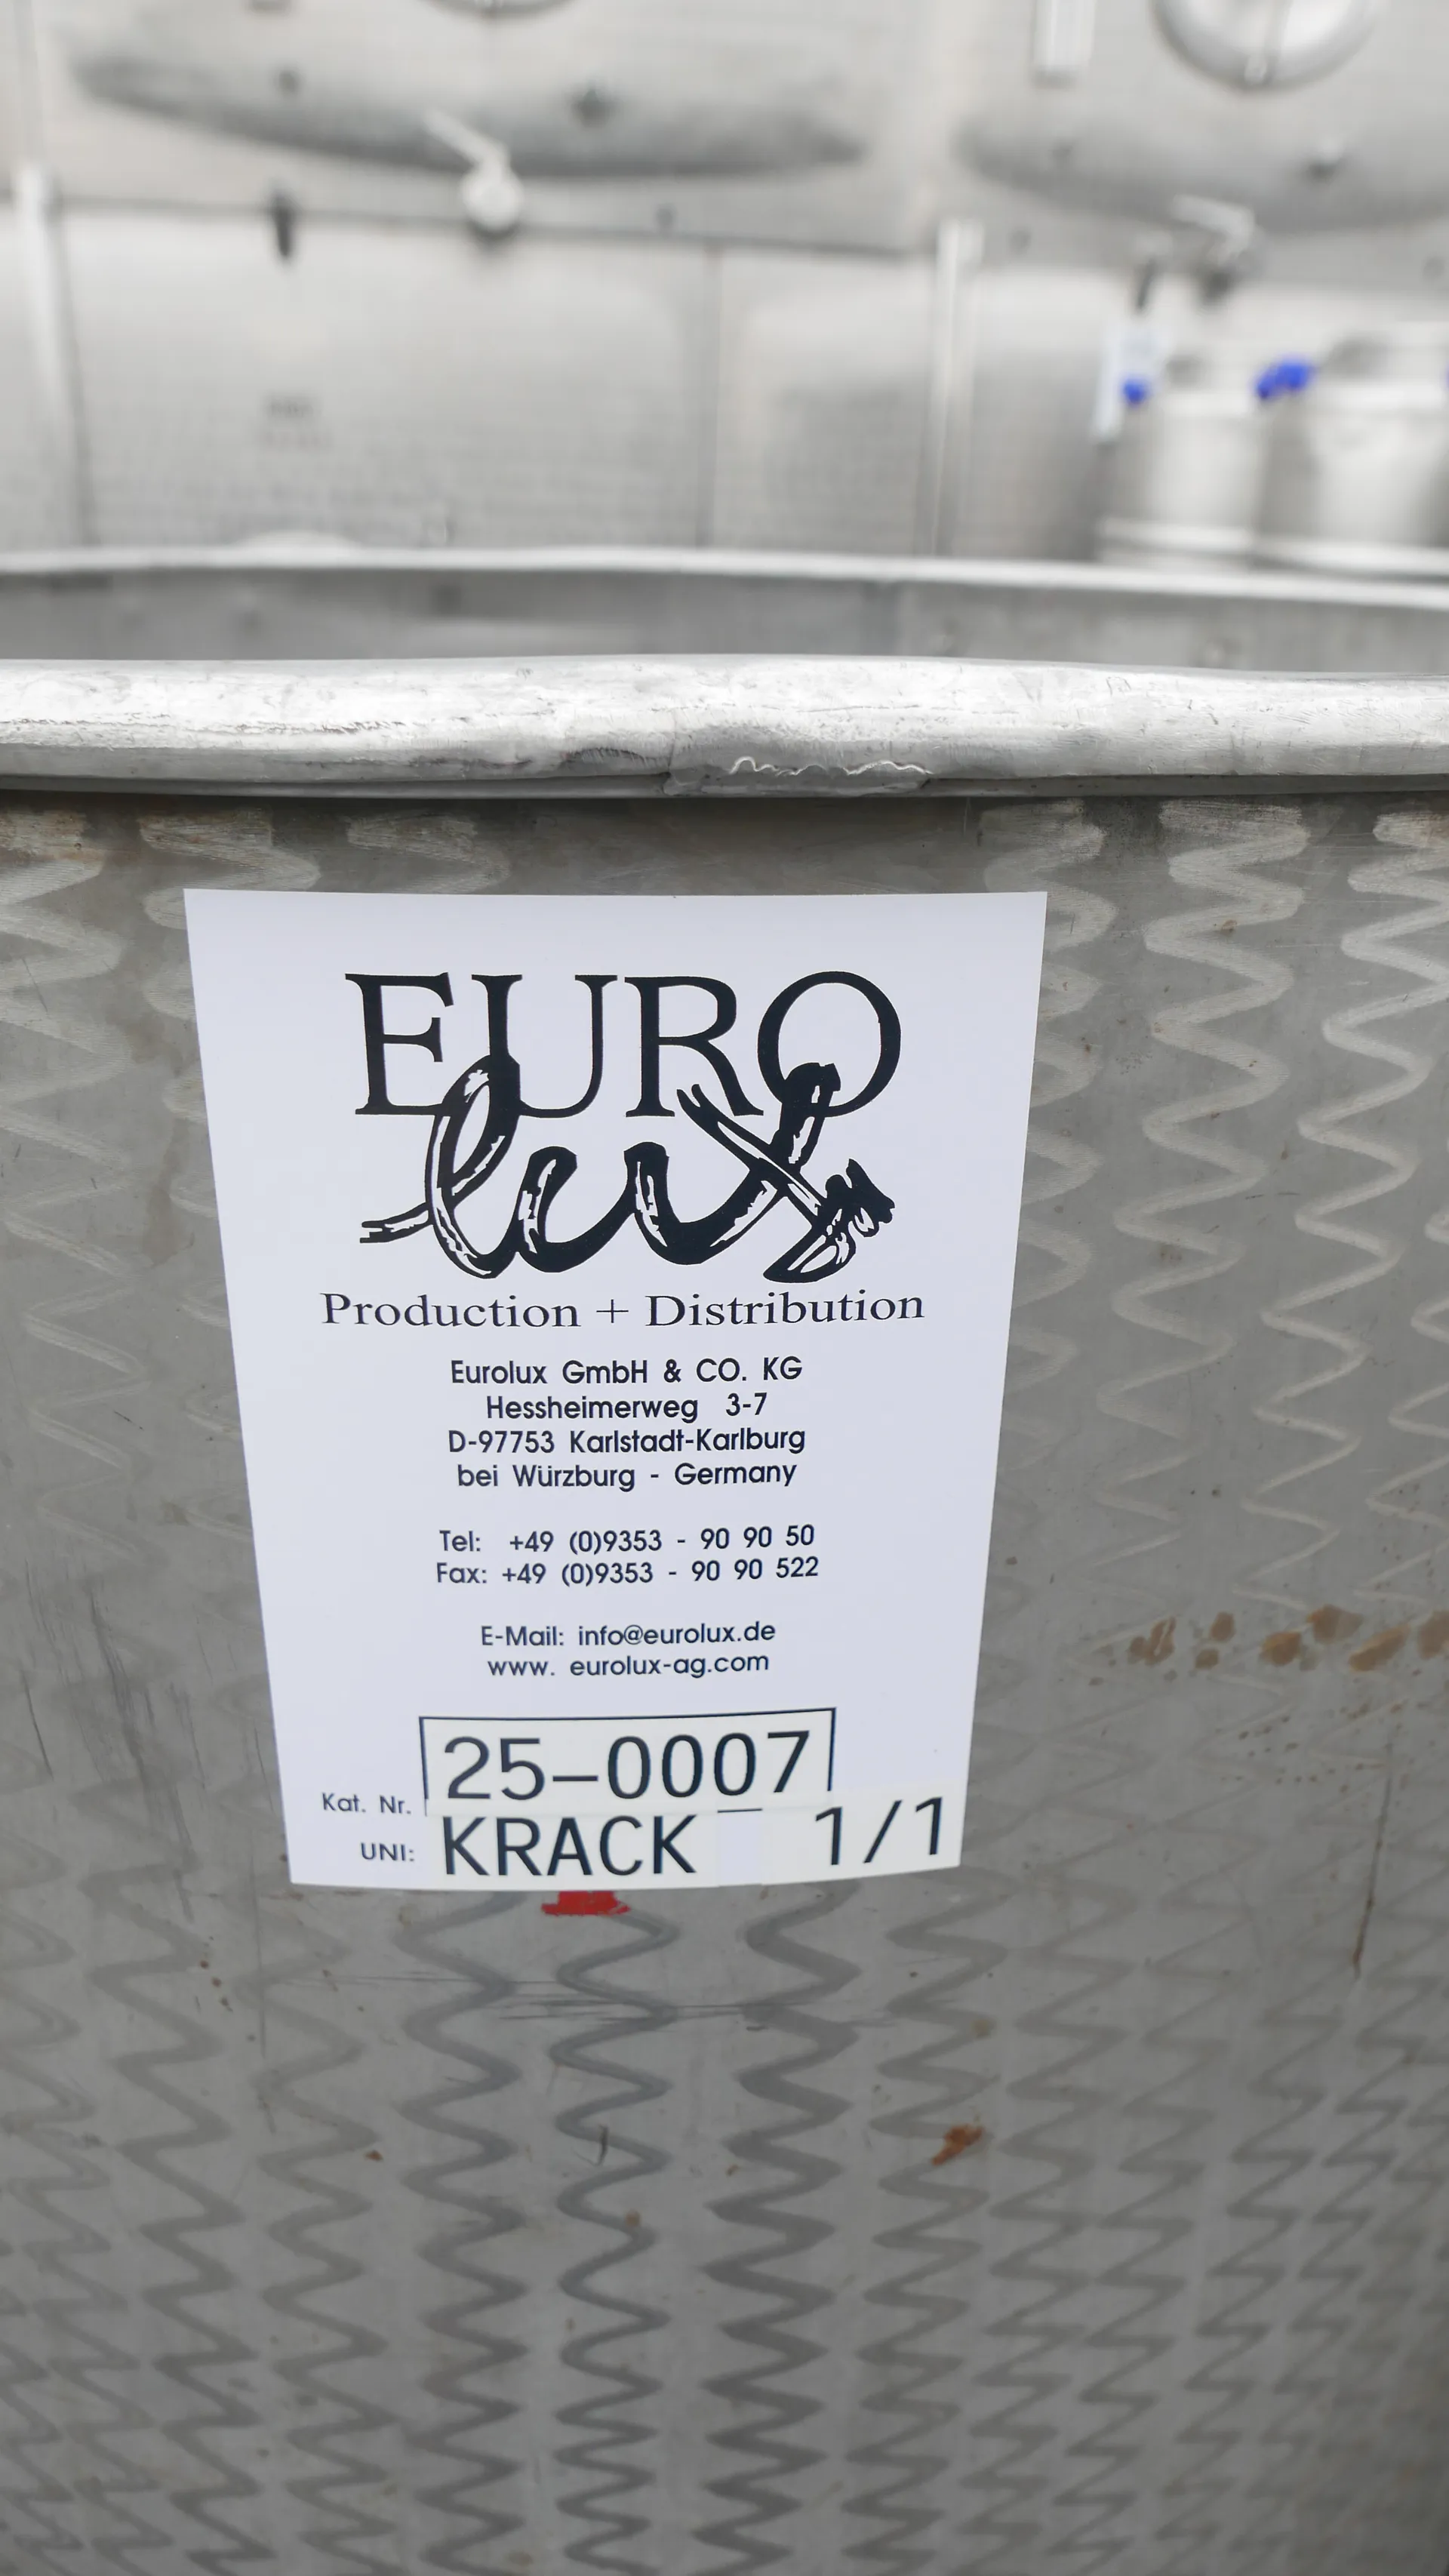 EURO
lux
Production + Distribution
Eurolux GmbH & CO. KG
Hessheimerweg 3-7
D-97753 Karlstadt-Karlburg
bei Würzburg - Germany
Tel: +49 (0)9353 - 90 90 50
Fax: +49 (0)9353 - 90 90 522
E-Mail: info@eurolux.de
www. eurolux-ag.com
Kat. Nr. 25-0007
UNI: KRACK 1/1